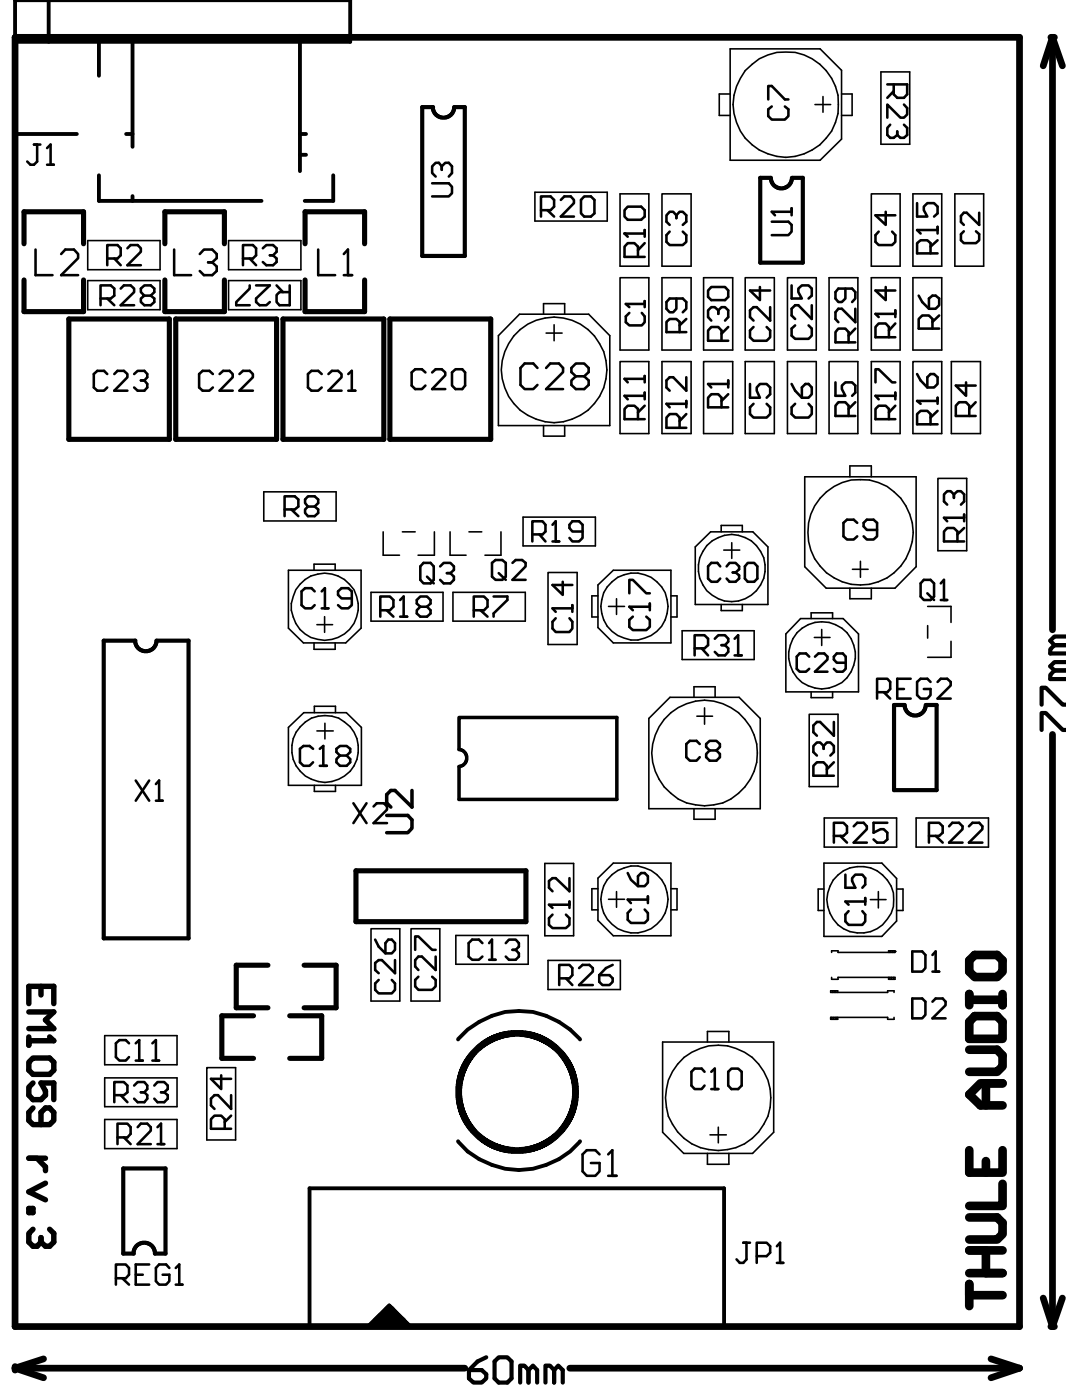 C7
R23
J1
U3
R20
R10
C3
U1
C4
R15
C2
L2
R2
L3
R3
L1
R28
R27
C1
R9
R30
C24
C25
R29
R14
R6
C23
C22
C21
C20
C28
R11
R12
R1
C5
C6
R5
R17
R16
R4
R8
R19
C9
R13
Q3
Q2
C30
Q1
C19
R18
R7
C14
C17
R31
C29
REG2
77mm
C18
C8
R32
X1
X2
U2
R25
R22
C12
C16
C15
C26
C27
C13
R26
D1
D2
EM1059 rv.3
C11
R33
R21
R24
C10
THULE AUDIO
G1
REG1
JP1
60mm